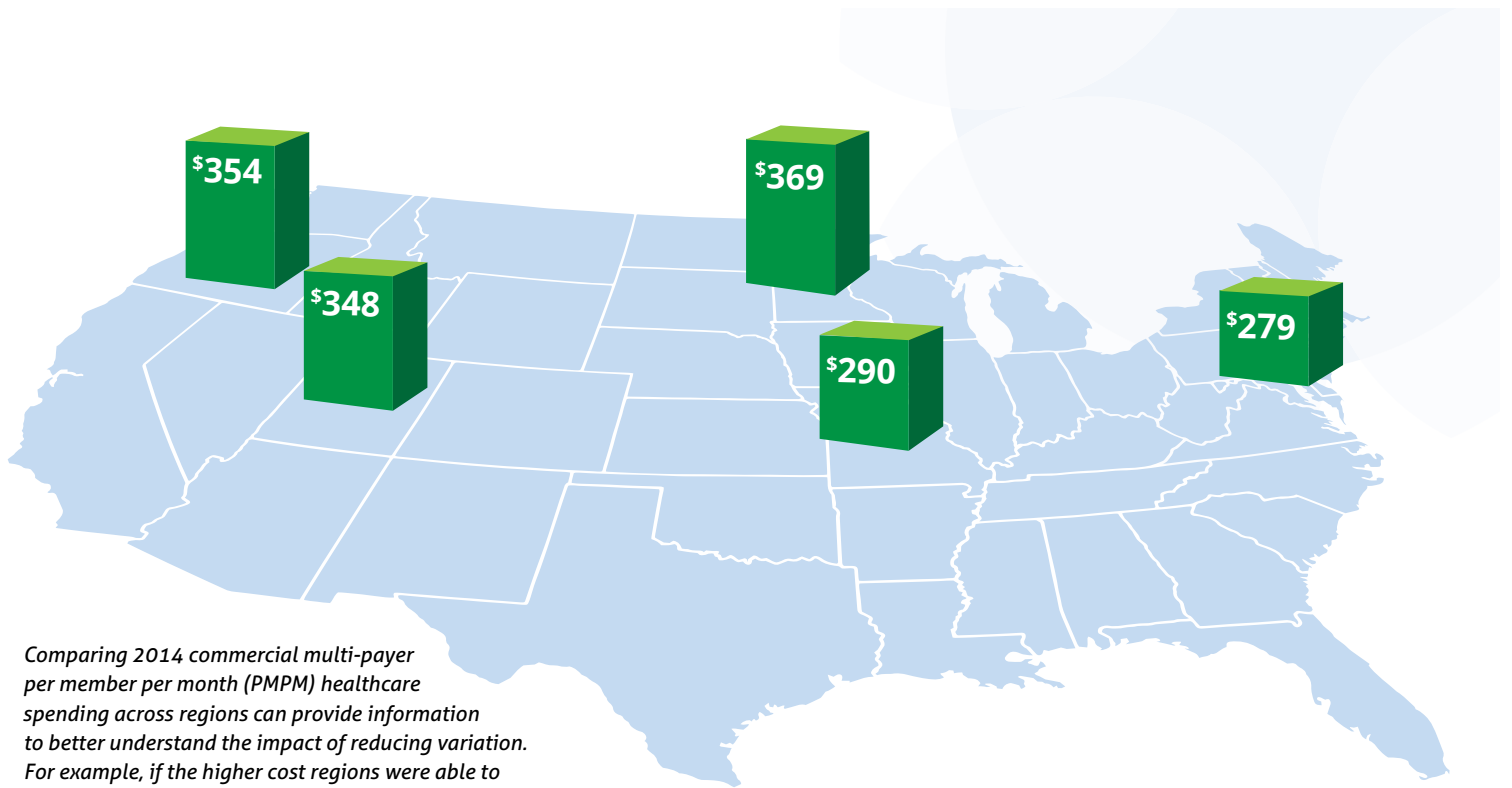 $354
$369
$348
$279
$290
Comparing 2014 commercial multi-payer
per member per month (PMPM) healthcare
spending across regions can provide information
to better understand the impact of reducing variation.
For example, if the higher cost regions were able to